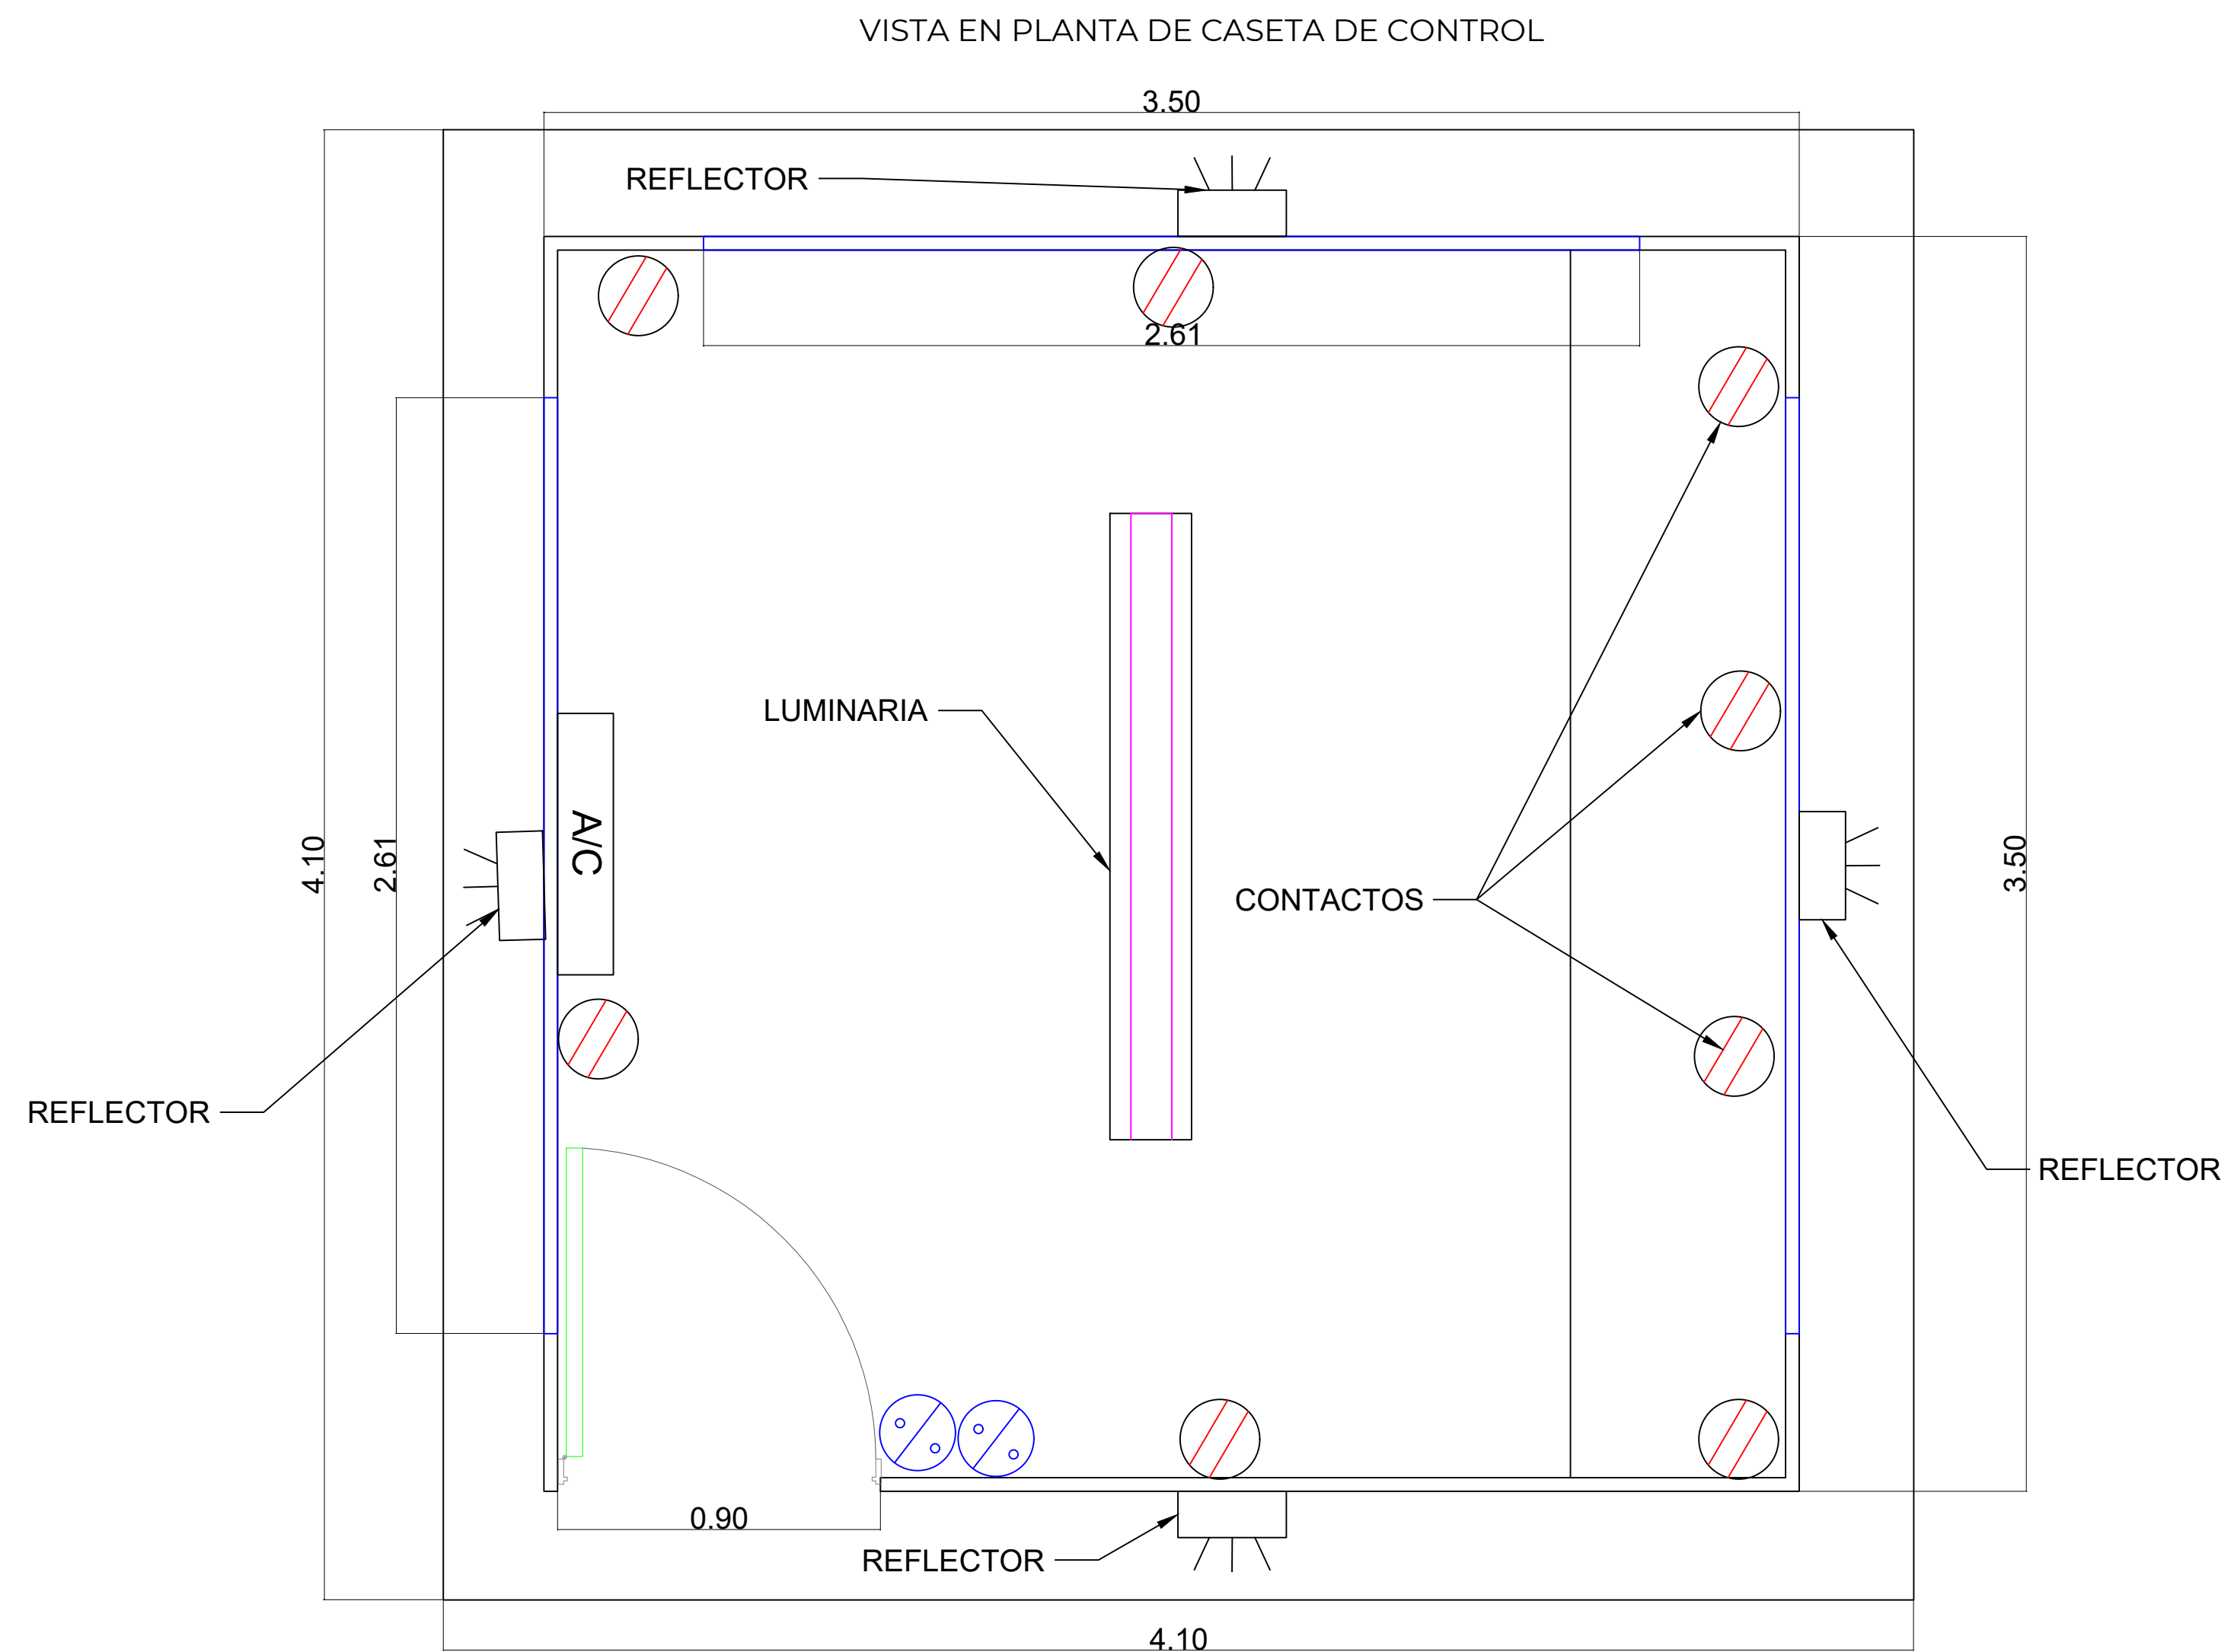 VISTA EN PLANTA DE CASETA DE CONTROL
3.50
REFLECTOR
2.61
LUMINARIA
A/C
4.10
2.61
3.50
CONTACTOS
REFLECTOR
REFLECTOR
0.90
REFLECTOR
4.10